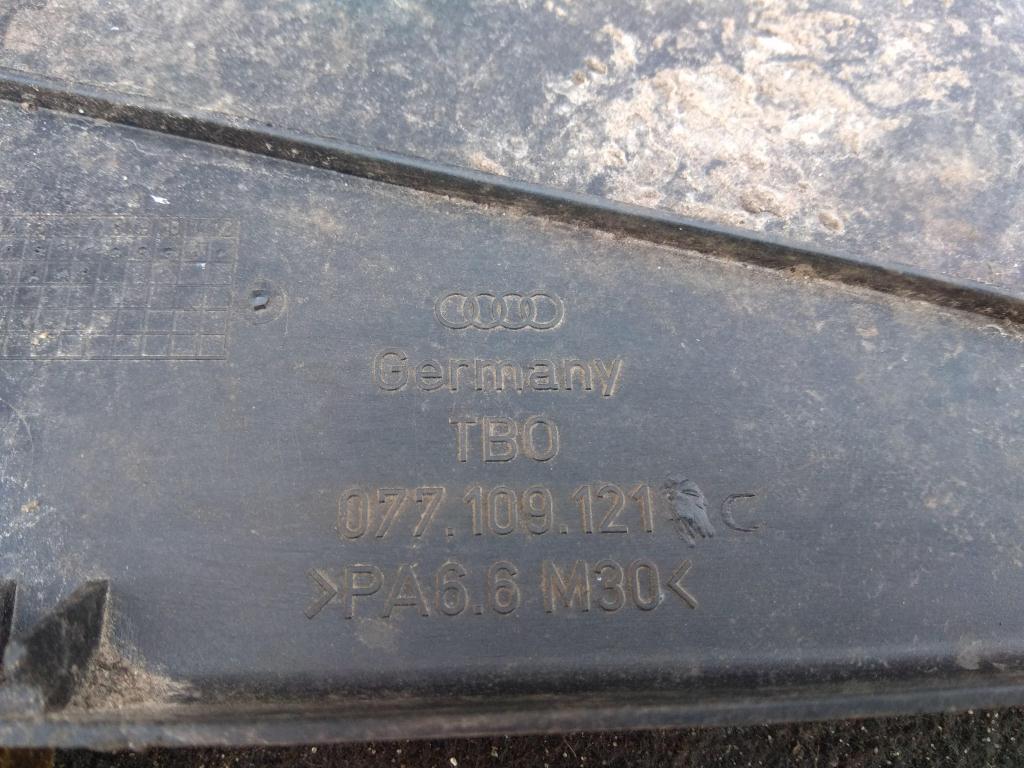 Germany
TBO
077.109.121 C
>PA6.6 M30<